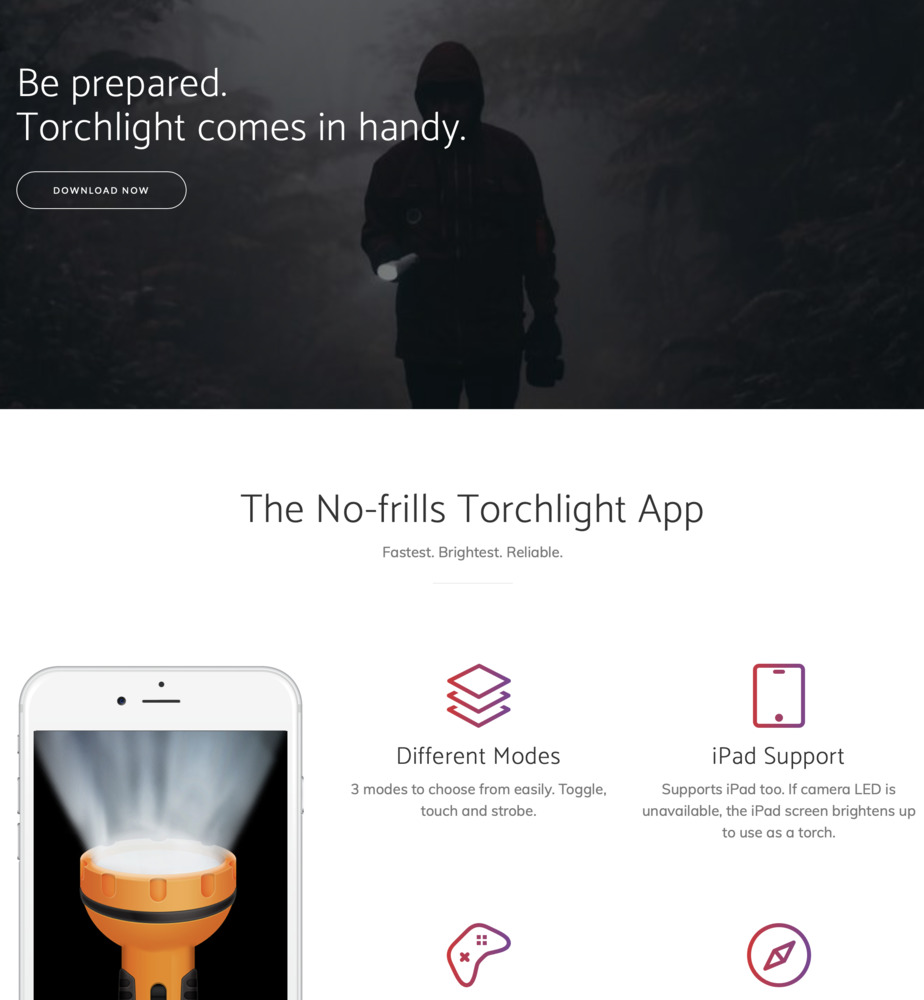 Be prepared.
Torchlight comes in handy.
DOWNLOAD NOW
The No-frills Torchlight App
Fastest. Brightest. Reliable.
Different Modes
3 modes to choose from easily. Toggle,
touch and strobe.
iPad Support
Supports iPad too. If camera LED is
unavailable, the iPad screen brightens up
to use as a torch.